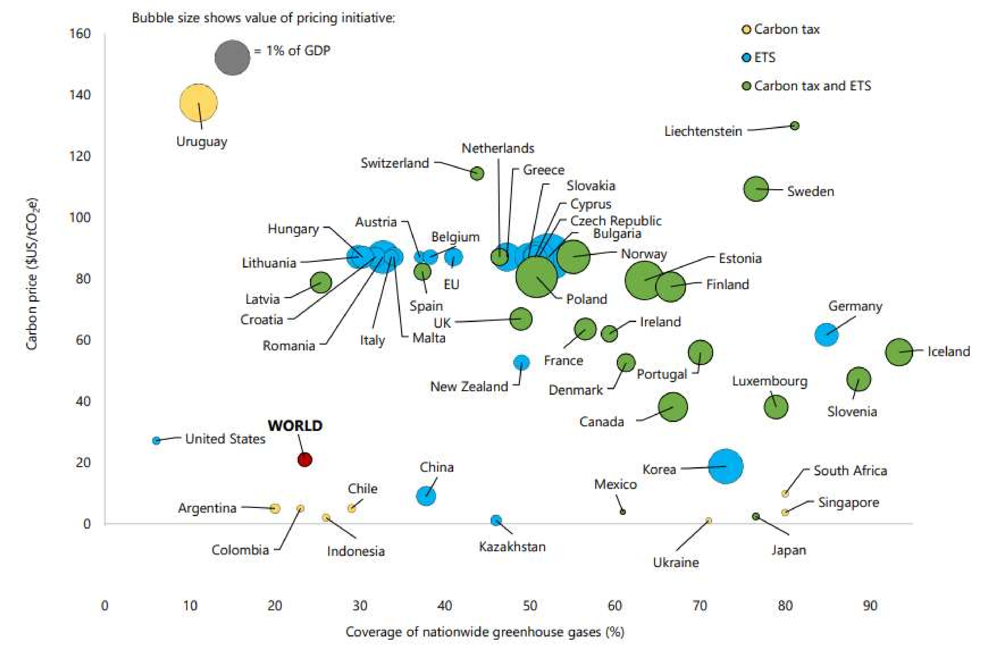 Bubble size shows value of pricing initiative:
= 1% of GDP
Carbon tax
ETS
Carbon tax and ETS
160
140
120
100
80
60
40
20
0
Carbon price ($US/tCO₂e)
Uruguay
Liechtenstein
Netherlands
Switzerland
Greece
Slovakia
Sweden
Cyprus
Czech Republic
Bulgaria
Austria
Hungary
Belgium
Norway
Estonia
Lithuania
EU
Finland
Latvia
Spain
Poland
Germany
Croatia
UK
Ireland
Romania
Italy
Malta
Iceland
France
Portugal
New Zealand
Denmark
Luxembourg
Slovenia
Canada
WORLD
United States
China
Korea
South Africa
Mexico
Chile
Singapore
Argentina
Colombia
Indonesia
Kazakhstan
Japan
Ukraine
0 10 20 30 40 50 60 70 80 90
Coverage of nationwide greenhouse gases (%)